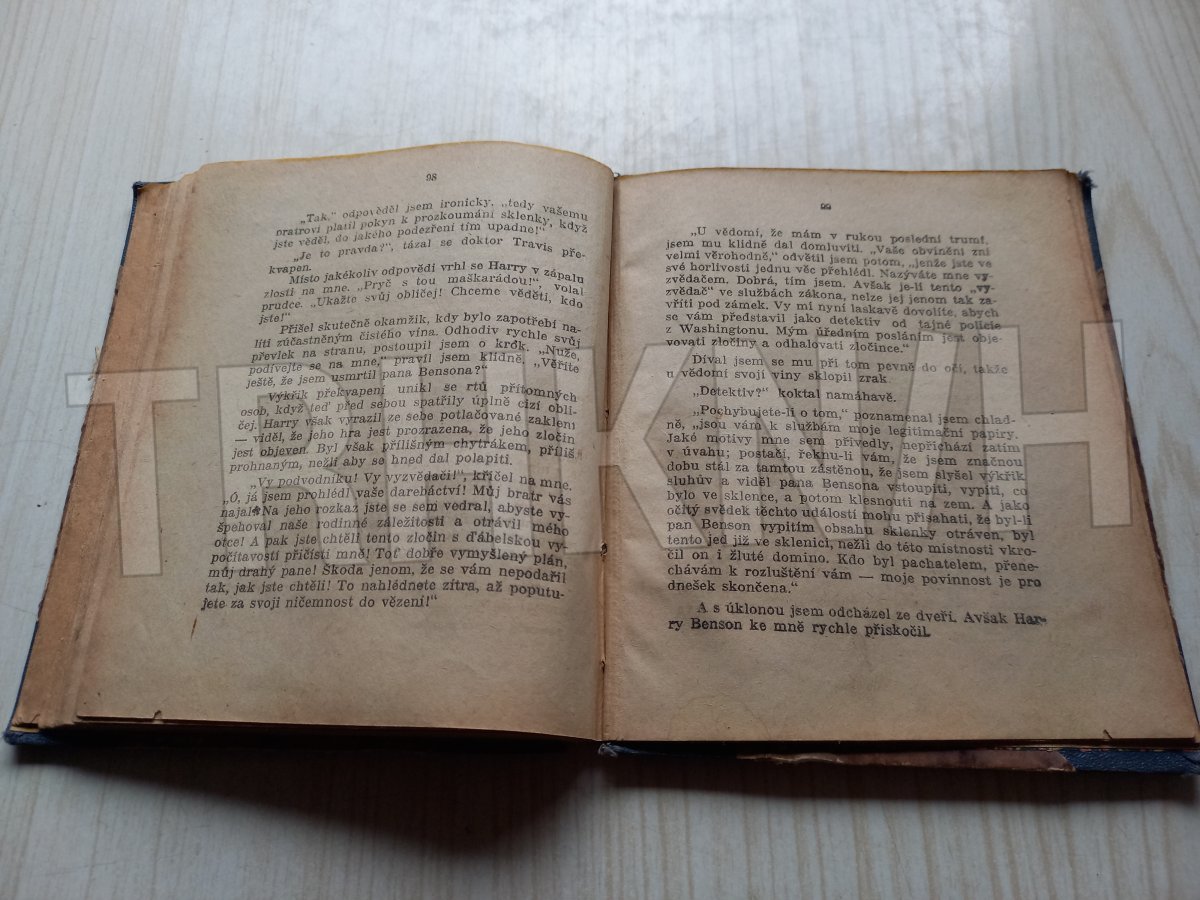 98
„Tak,“ odpověděl jsem ironicky, „tedy vašemu
bratrovi platil pokyn k prozkoumání sklenky, když
jste věděl, do jakého podezření tím upadne!“
„Je to pravda?“, tázal se doktor Travis pře-
kvapen.
Místo jakékoliv odpovědi vrhl se Harry v zápalu
zlosti na mne. „Pryč s tou maškarádou!“, volal
prudce. „Ukažte svůj obličej! Chceme věděti, kdo
jste!“
Přišel skutečně okamžik, kdy bylo zapotřebí na-
líti zúčastněným čistého vína. Odhodiv rychle svůj
převlek na stranu, postoupil jsem o krok. „Nuže,
podívejte se na mne,“ pravil jsem klidně, „Věříte
ještě, že jsem usmrtil pana Bensona?“
Výkřik překvapení unikl se rtů přítomných
osob, když teď před sebou spatřily úplně cizí obli-
čej. Harry však vyrazil ze sebe potlačované zaklení
— viděl, že jeho hra jest prozrazena, že jeho zločin
jest objeven. Byl však přílišným chytrákem, příliš
prohnaným, nežli aby se hned dal polapiti.
„Vy podvodníku! Vy vyzvědači!“, křičel na mne.
„Ó, já jsem prohlédl vaše darebáctví! Můj bratr vás
najal! Na jeho rozkaz jste se sem vedral, abyste vy-
špehoval naše rodinné záležitosti a otrávil mého
otce! A pak jste chtěli tento zločin s ďábelskou vy-
počítavostí přičísti mně! Toť dobře vymyšlený plán,
můj drahý pane! Škoda jenom, že se vám nepodařil
tak, jak jste chtěli! To nahlédnete zítra, až poputu-
jete za svoji ničemnost do vězení!“
99
„U vědomí, že mám v rukou poslední trumf,
jsem mu klidně dal domluviti. „Vaše obvinění zní
velmi věrohodně,“ odvětil jsem potom, „jenže jste ve
své horlivosti jednu věc přehlédl. Nazýváte mne vy-
zvědačem. Dobrá, tím jsem. Avšak je-li tento „vy-
zvědač“ ve službách zákona, nelze jej jenom tak za-
vříti pod zámek. Vy mi nyní laskavě dovolíte, abych
se vám představil jako detektiv od tajné policie
z Washingtonu. Mým úředním posláním jest obje-
vovati zločiny a odhalovati zločince.“
Díval jsem se mu při tom pevně do očí, takže
u vědomí svojí viny sklopil zrak.
„Detektiv?“ koktal namáhavě.
„Pochybujete-li o tom,“ poznamenal jsem chlad-
ně, „jsou vám k službám moje legitimační papíry.
Jaké motivy mne sem přivedly, nepřichází zatím
v úvahu; postačí, řeknu-li vám, že jsem značnou
dobu stál za tamtou zástěnou, že jsem slyšel výkřik
sluhův a viděl pana Bensona vstoupiti, vypíti, co
bylo ve sklence, a potom klesnouti na zem. A jako
očitý svědek těchto událostí mohu přisahati, že byl-li
pan Benson vypitím obsahu sklenky otráven, byl
tento jed již ve sklenici, nežli do této místnosti vkro-
čil on i žluté domino. Kdo byl pachatelem, přene-
chávám k rozluštění vám — moje povinnost je pro
dnešek skončena.“
A s úklonou jsem odcházel ze dveří. Avšak Har-
ry Benson ke mně rychle přiskočil.